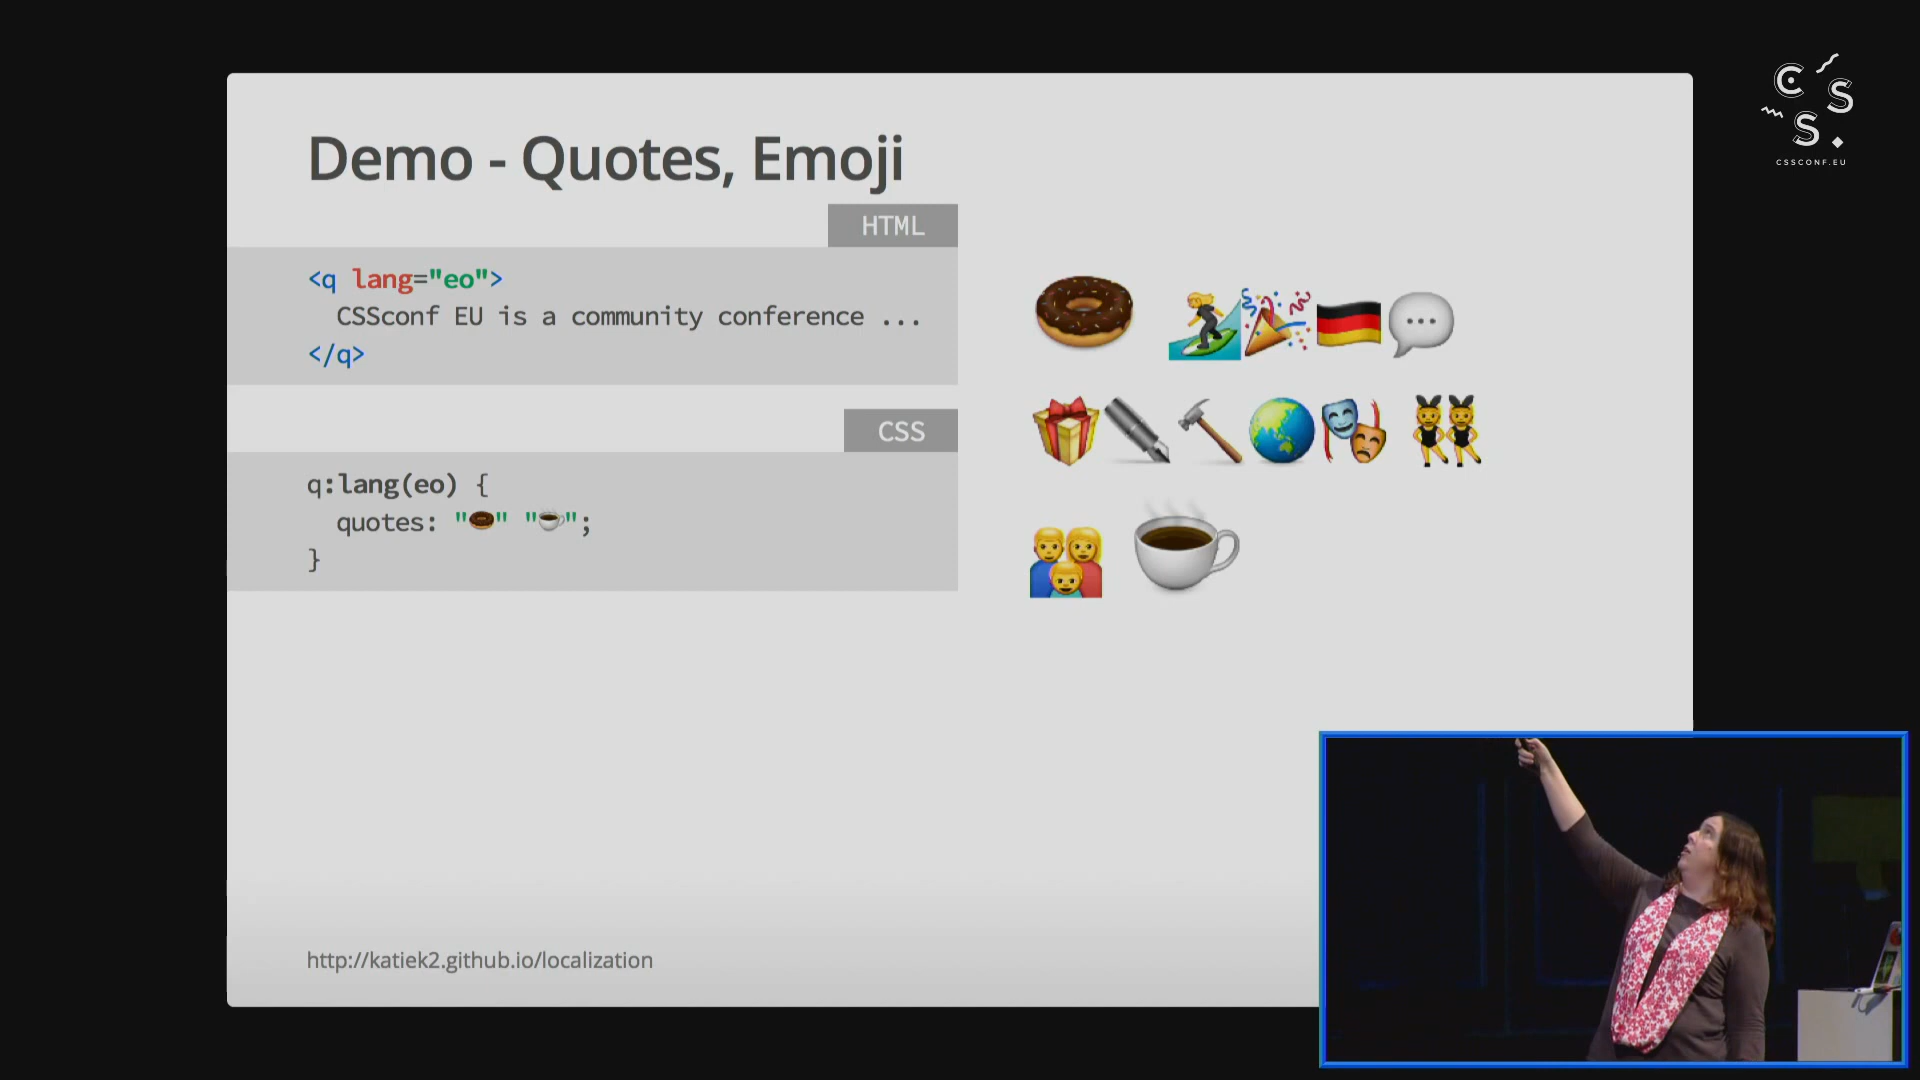 Demo - Quotes, Emoji
HTML
<q lang="eo">
CSSconf EU is a community conference ...
</q>
CSS
q:lang(eo) {
quotes: "🍩" "☕";
}
http://katiek2.github.io/localization
C S S .
CSSCONF.EU